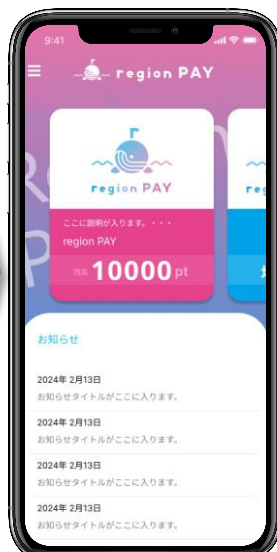 9:41
region PAY
region PAY
ここに説明が入ります。・・・
region PAY
残高 10000 pt
お知らせ
2024年 2月13日
お知らせタイトルがここに入ります。
2024年 2月13日
お知らせタイトルがここに入ります。
2024年 2月13日
お知らせタイトルがここに入ります。
2024年 2月13日
お知らせタイトルがここに入ります。